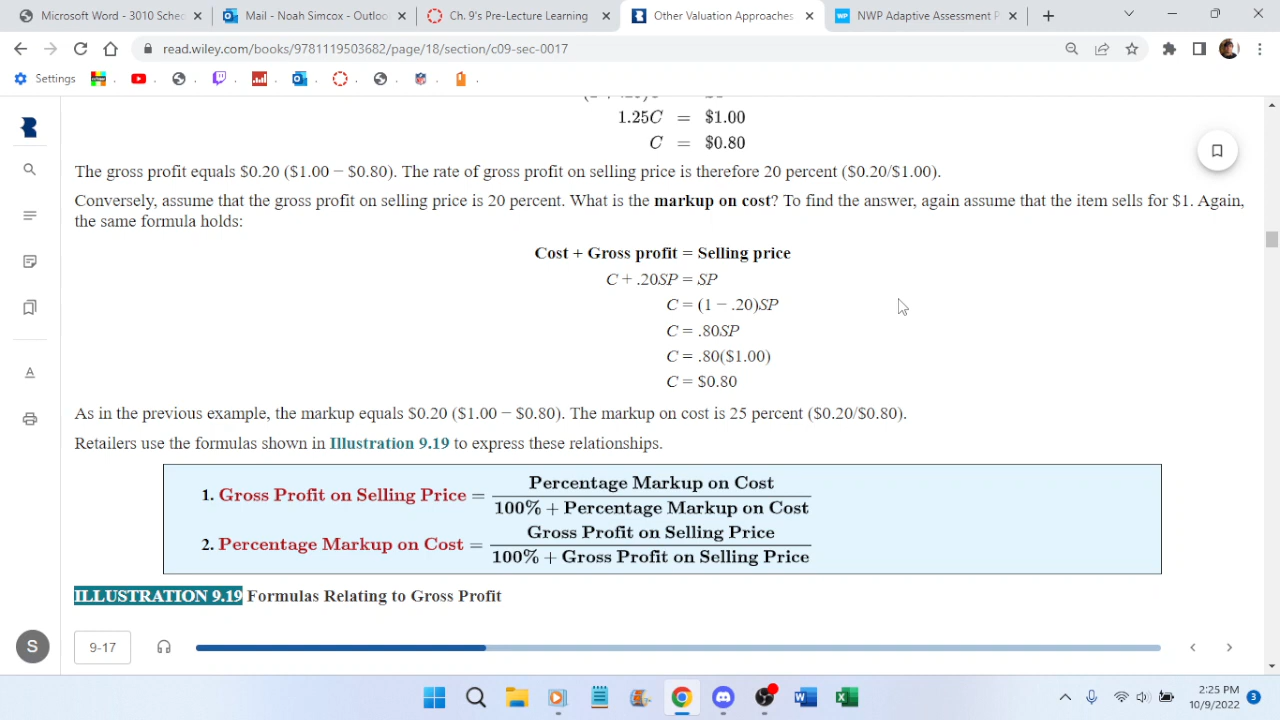 Microsoft Word - 3010 Sched
Mail - Noah Simcox - Outloo
Ch. 9's Pre-Lecture Learning
Other Valuation Approaches
NWP Adaptive Assessment P
read.wiley.com/books/9781119503682/page/18/section/c09-sec-0017
Settings
1.25C = $1.00
C = $0.80
The gross profit equals $0.20 ($1.00 − $0.80). The rate of gross profit on selling price is therefore 20 percent ($0.20/$1.00).
Conversely, assume that the gross profit on selling price is 20 percent. What is the markup on cost? To find the answer, again assume that the item sells for $1. Again,
the same formula holds:
Cost + Gross profit = Selling price
C + .20SP = SP
C = (1 − .20)SP
C = .80SP
C = .80($1.00)
C = $0.80
As in the previous example, the markup equals $0.20 ($1.00 − $0.80). The markup on cost is 25 percent ($0.20/$0.80).
Retailers use the formulas shown in Illustration 9.19 to express these relationships.
Percentage Markup on Cost
1. Gross Profit on Selling Price =
100% + Percentage Markup on Cost
Gross Profit on Selling Price
2. Percentage Markup on Cost =
100% + Gross Profit on Selling Price
ILLUSTRATION 9.19 Formulas Relating to Gross Profit
S
9-17
2:25 PM
10/9/2022
3